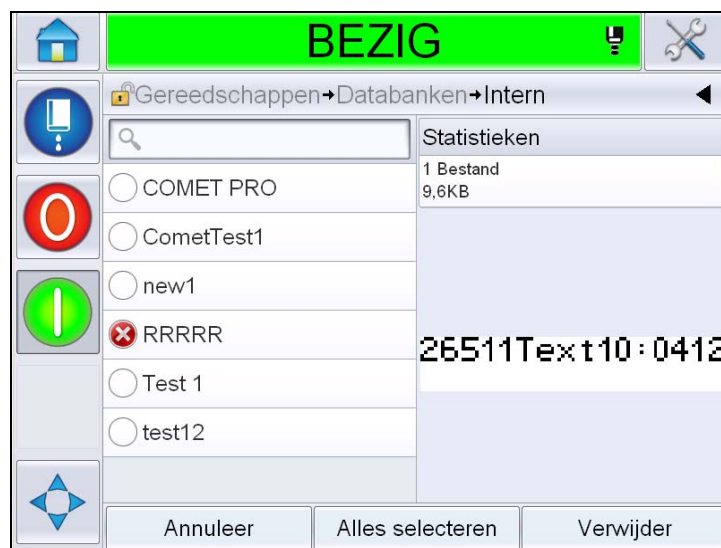 BEZIG
Gereedschappen→Databanken→Intern
Statistieken
1 Bestand
9,6KB
COMET PRO
CometTest1
new1
RRRRR
Test 1
test12
26511Text10:0412
Annuleer
Alles selecteren
Verwijder